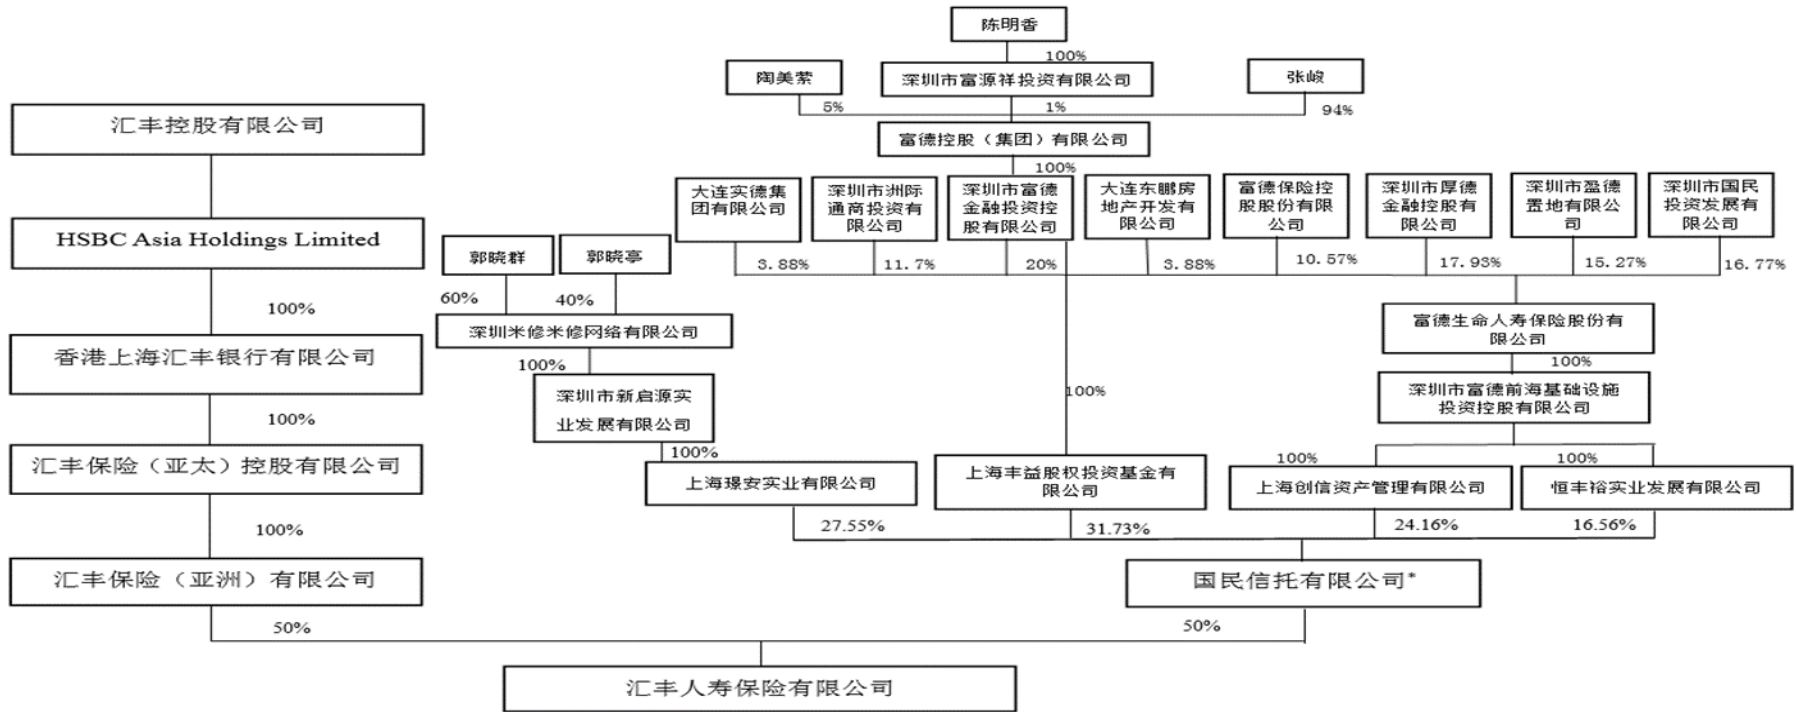 陈明香
100%
陶美萦
深圳市富源祥投资有限公司
张峻
5%
1%
94%
汇丰控股有限公司
富德控股（集团）有限公司
100%
大连实德集
团有限公司
深圳市洲际
通商投资有
限公司
深圳市富德
金融投资控
股有限公司
大连东鹏房
地产开发有
限公司
富德保险控
股股份有限
公司
深圳市厚德
金融控股有
限公司
深圳市盈德
置地有限公
司
深圳市国民
投资发展有
限公司
HSBC Asia Holdings Limited
郭晓群
郭晓亭
3.88%
11.7%
20%
3.88%
10.57%
17.93%
15.27%
16.77%
60%
40%
100%
深圳米修米修网络有限公司
富德生命人寿保险股份有
限公司
香港上海汇丰银行有限公司
100%
100%
深圳市新启源实
业发展有限公司
100%
深圳市富德前海基础设施
投资控股有限公司
100%
100%
100%
100%
汇丰保险（亚太）控股有限公司
上海璟安实业有限公司
上海丰益股权投资基金有
限公司
上海创信资产管理有限公司
恒丰裕实业发展有限公司
100%
27.55%
31.73%
24.16%
16.56%
汇丰保险（亚洲）有限公司
国民信托有限公司*
50%
50%
汇丰人寿保险有限公司